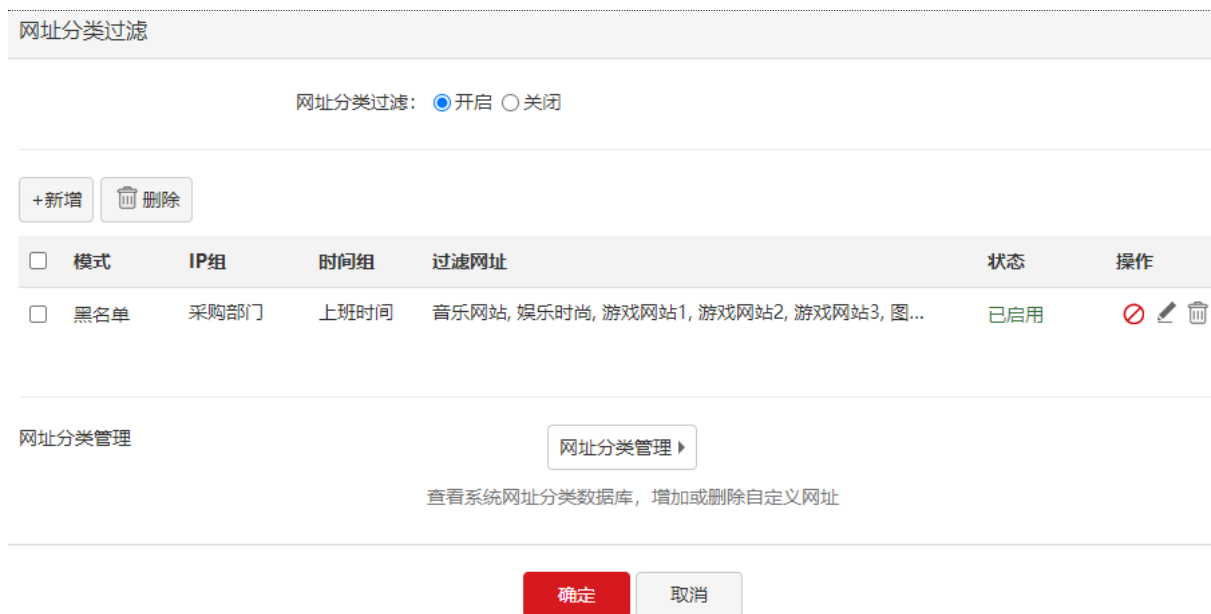 网址分类过滤
网址分类过滤： 开启 关闭
+新增 删除
模式 IP组 时间组 过滤网址 状态 操作
黑名单 采购部门 上班时间 音乐网站, 娱乐时尚, 游戏网站1, 游戏网站2, 游戏网站3, 图... 已启用
网址分类管理 网址分类管理
查看系统网址分类数据库，增加或删除自定义网址
确定 取消